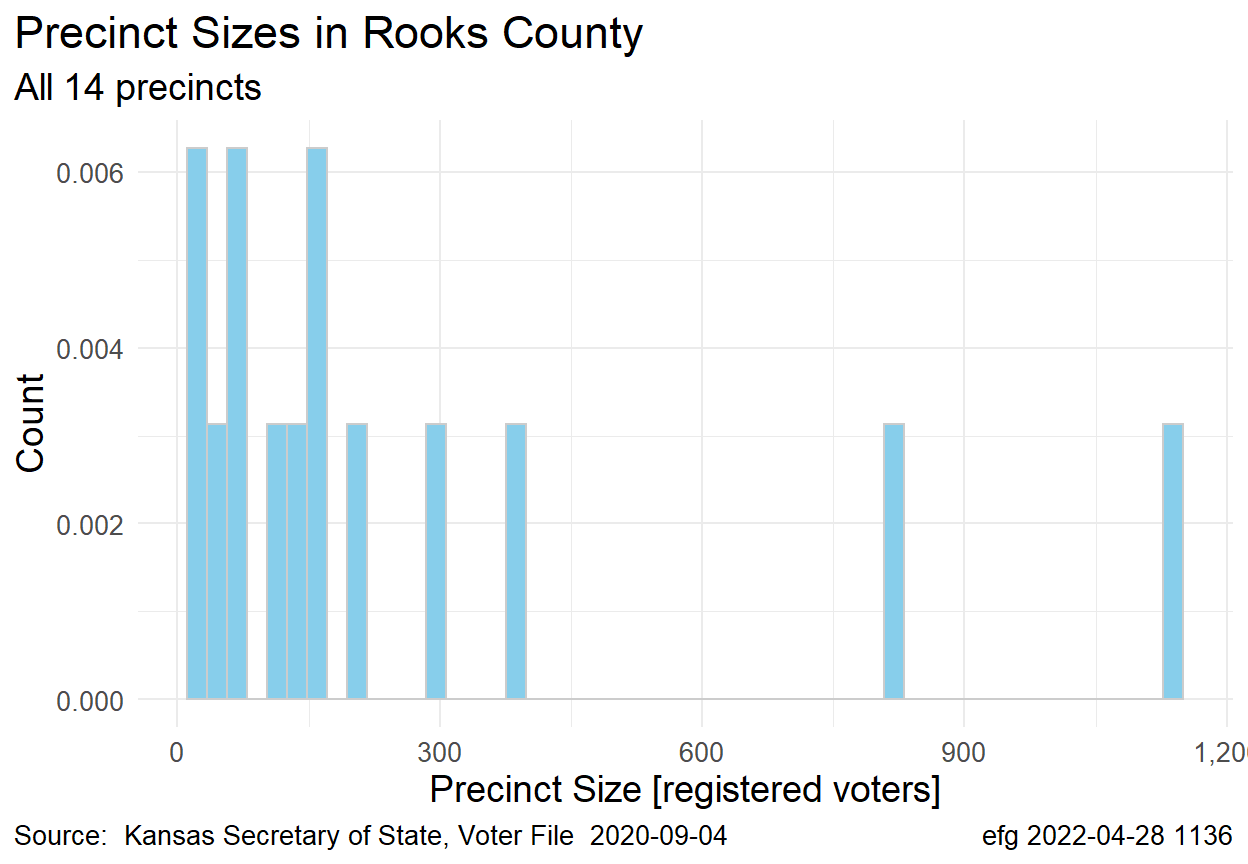 Precinct Sizes in Rooks County
All 14 precincts
0.006
0.004
0.002
0.000
Count
0 300 600 900 1,200
Precinct Size [registered voters]
Source: Kansas Secretary of State, Voter File 2020-09-04 efg 2022-04-28 1136